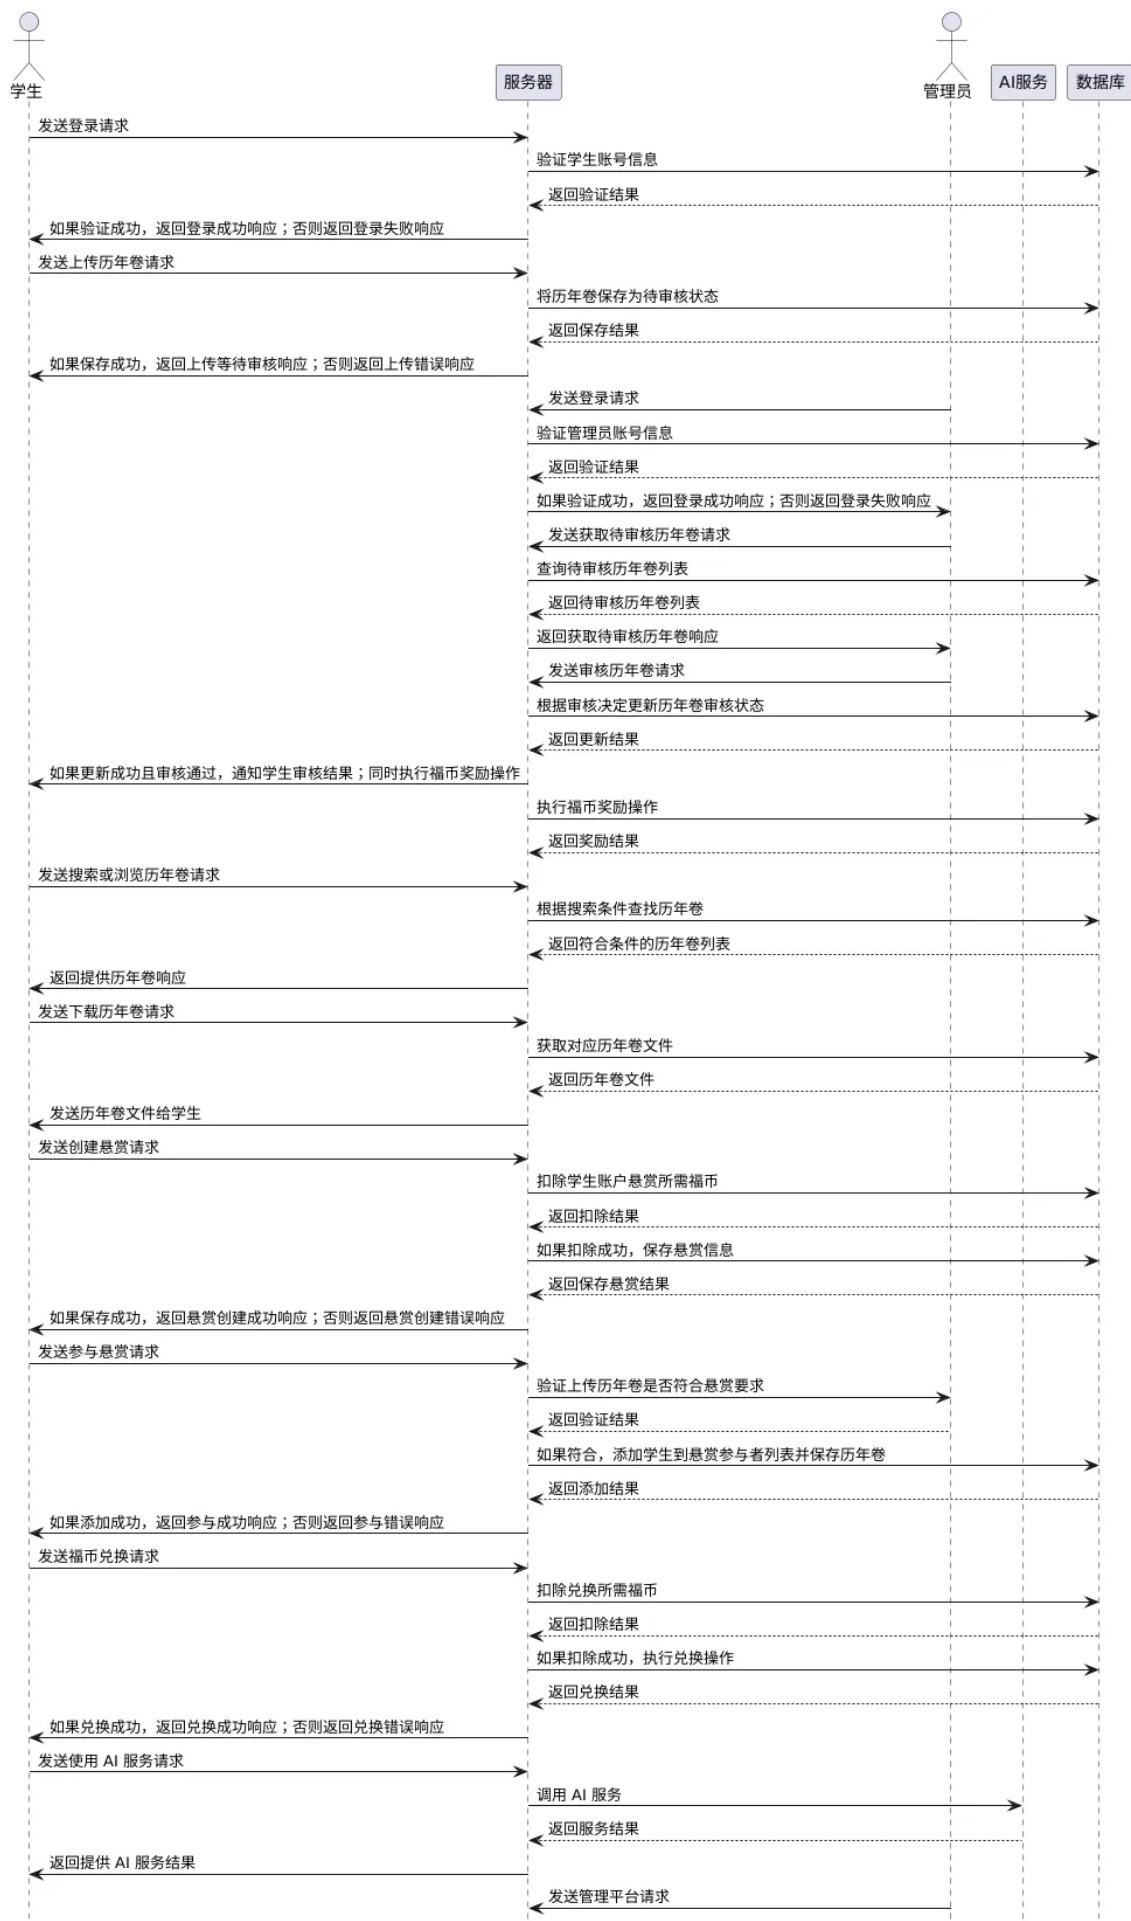 学生
服务器
管理员
AI服务
数据库
发送登录请求
验证学生账号信息
返回验证结果
如果验证成功，返回登录成功响应；否则返回登录失败响应
发送上传历年卷请求
将历年卷保存为待审核状态
返回保存结果
如果保存成功，返回上传等待审核响应；否则返回上传错误响应
发送登录请求
验证管理员账号信息
返回验证结果
如果验证成功，返回登录成功响应；否则返回登录失败响应
发送获取待审核历年卷请求
查询待审核历年卷列表
返回待审核历年卷列表
返回获取待审核历年卷响应
发送审核历年卷请求
根据审核决定更新历年卷审核状态
返回更新结果
如果更新成功且审核通过，通知学生审核结果；同时执行福币奖励操作
执行福币奖励操作
返回奖励结果
发送搜索或浏览历年卷请求
根据搜索条件查找历年卷
返回符合条件的历年卷列表
返回提供历年卷响应
发送下载历年卷请求
获取对应历年卷文件
返回历年卷文件
发送历年卷文件给学生
发送创建悬赏请求
扣除学生账户悬赏所需福币
返回扣除结果
如果扣除成功，保存悬赏信息
返回保存悬赏结果
如果保存成功，返回悬赏创建成功响应；否则返回悬赏创建错误响应
发送参与悬赏请求
验证上传历年卷是否符合悬赏要求
返回验证结果
如果符合，添加学生到悬赏参与者列表并保存历年卷
返回添加结果
如果添加成功，返回参与成功响应；否则返回参与错误响应
发送福币兑换请求
扣除兑换所需福币
返回扣除结果
如果扣除成功，执行兑换操作
返回兑换结果
如果兑换成功，返回兑换成功响应；否则返回兑换错误响应
发送使用 AI 服务请求
调用 AI 服务
返回服务结果
返回提供 AI 服务结果
发送管理平台请求